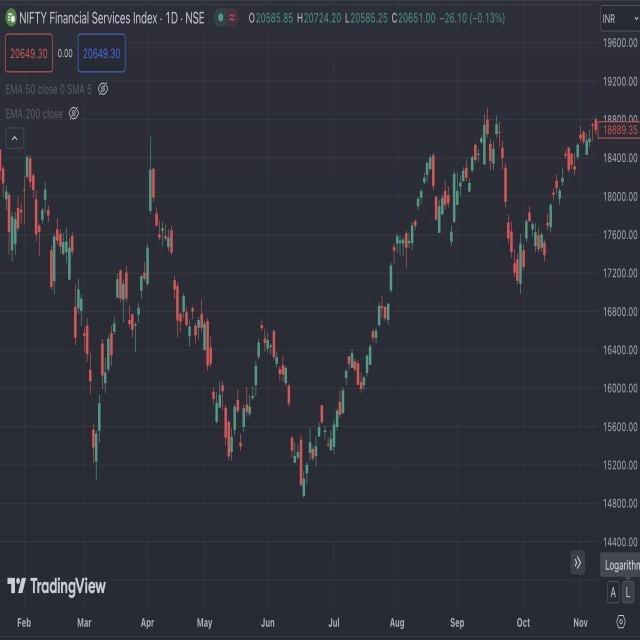 NIFTY Financial Services Index · 1D · NSE O20585.85 H20724.20 L20585.25 C20651.00 −26.10 (−0.13%) INR
20649.30 0.00 20649.30
EMA 50 close 0 SMA 5
EMA 200 close
19600.00
19200.00
18800.00
18689.35
18400.00
18000.00
17600.00
17200.00
16800.00
16400.00
16000.00
15600.00
15200.00
14800.00
14400.00
Logarithm
TradingView
A L
Feb Mar Apr May Jun Jul Aug Sep Oct Nov